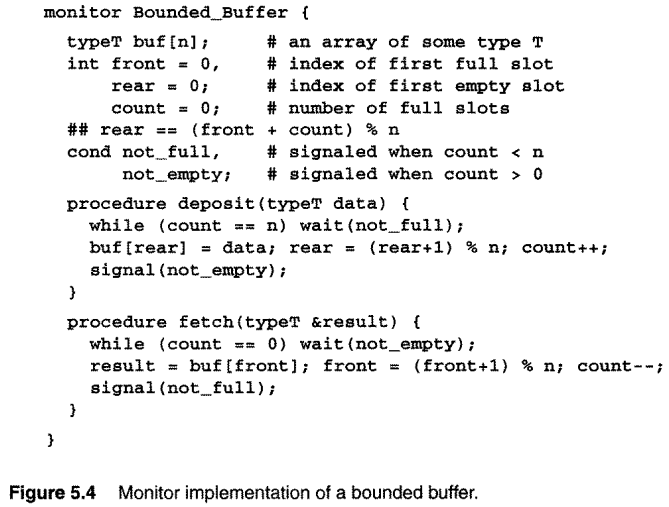 monitor Bounded_Buffer {
typeT buf[n]; # an array of some type T
int front = 0, # index of first full slot
rear = 0; # index of first empty slot
count = 0; # number of full slots
## rear == (front + count) % n
cond not_full, # signaled when count < n
not_empty; # signaled when count > 0
procedure deposit(typeT data) {
while (count == n) wait(not_full);
buf[rear] = data; rear = (rear+1) % n; count++;
signal(not_empty);
}
procedure fetch(typeT &result) {
while (count == 0) wait(not_empty);
result = buf[front]; front = (front+1) % n; count--;
signal(not_full);
}
}
Figure 5.4 Monitor implementation of a bounded buffer.